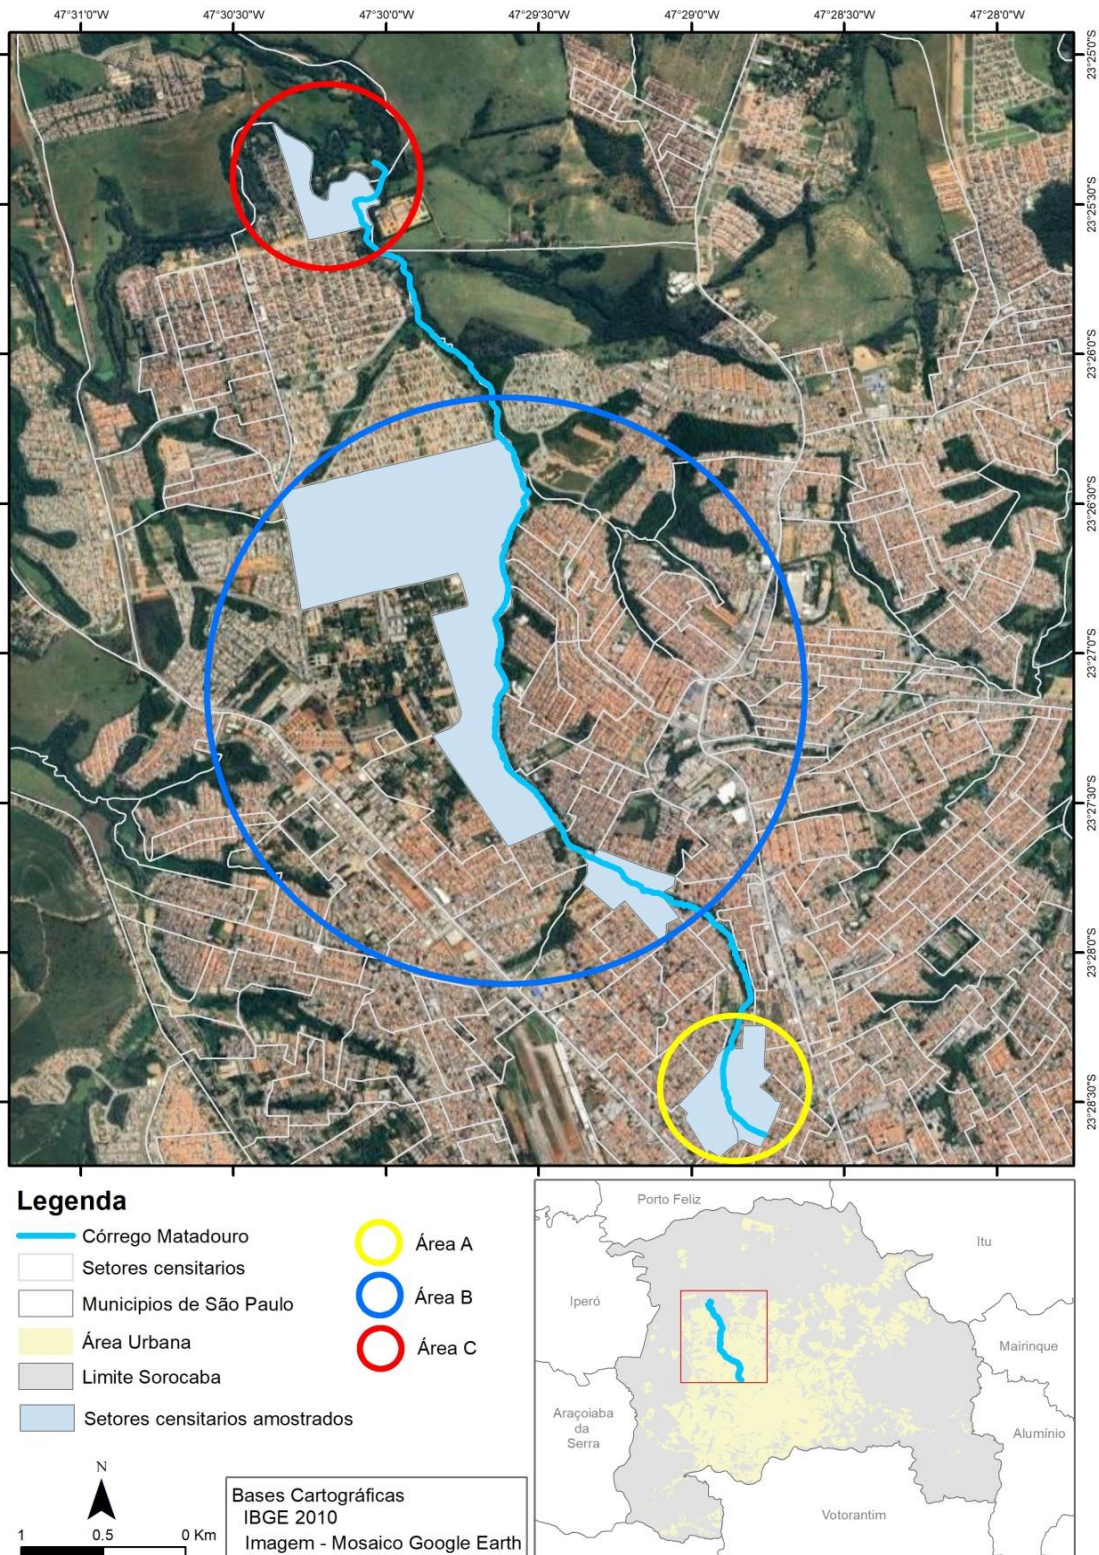 47°31'0"W 47°30'30"W 47°30'0"W 47°29'30"W 47°29'0"W 47°28'30"W 47°28'0"W
23°25'0"S
23°25'30"S
23°26'0"S
23°26'30"S
23°27'0"S
23°27'30"S
23°28'0"S
23°28'30"S
Legenda
Córrego Matadouro
Setores censitarios
Municipios de São Paulo
Área Urbana
Limite Sorocaba
Setores censitarios amostrados
Área A
Área B
Área C
N
1 0.5 0 Km
Bases Cartográficas
IBGE 2010
Imagem - Mosaico Google Earth
Porto Feliz
Itu
Iperó
Mairinque
Araçoiaba
da
Serra
Alumínio
Votorantim